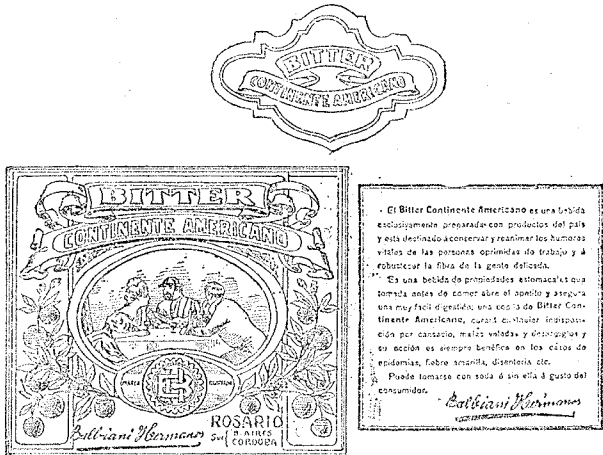 BITTER
CONTINENTE AMERICANO
BITTER
CONTINENTE AMERICANO
MARCA
REGISTRADA
Balbiani Hermanos
ROSARIO
Suc. B. AIRES
CORDOBA
El Bitter Continente Americano es una bebida
esclusivamente preparada con productos del país
y está destinado á conservar y reanimar los humores
vitales de las personas oprimidas de trabajo y á
robustecer la fibra de la gente delicada.
Es una bebida de propiedades estomacales que
tomada antes de comer abre el apetito y asegura
una muy fácil digestión; una copita de Bitter Con-
tinente Americano, curará cualquier indisposi-
ción por cansacio, malas veladas y
su acción es siempre benéfica en los casos de
epidemias, fiebre amarilla, disenteria etc.
Puede tomarse con soda ó sin ella á gusto del
consumidor.
Balbiani Hermanos